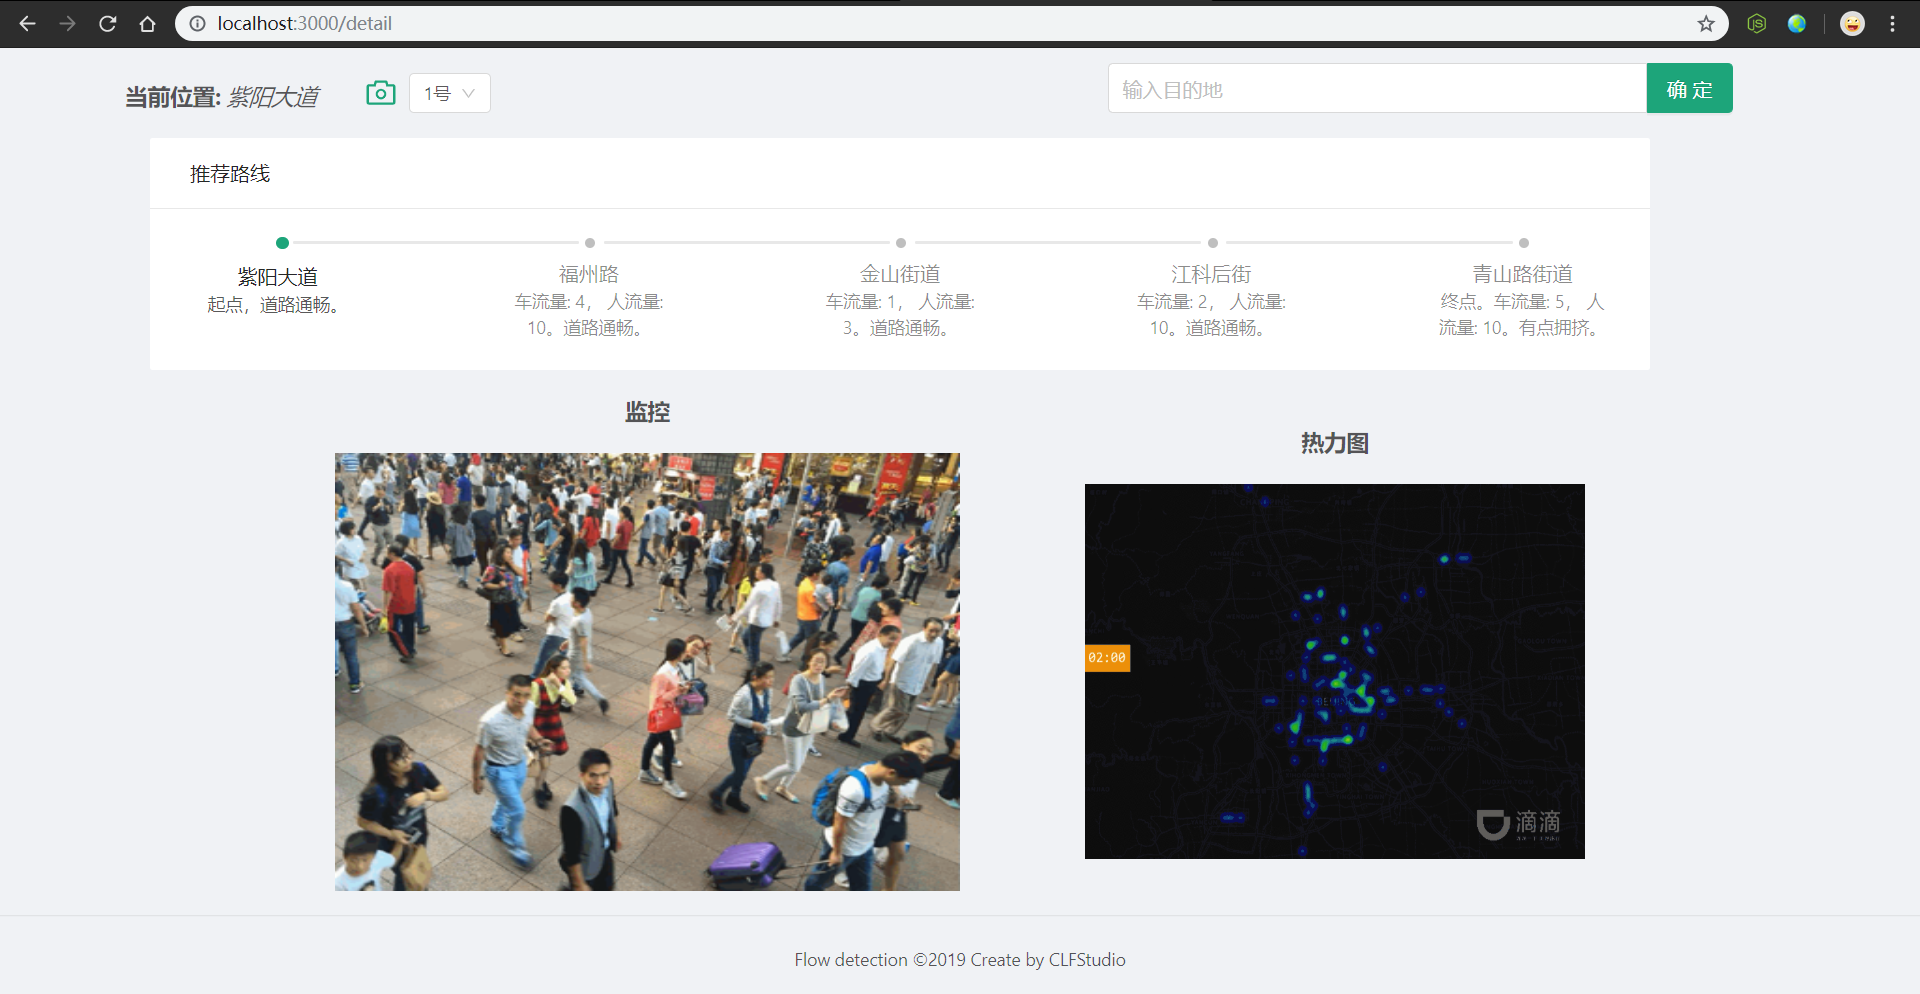 localhost:3000/detail
当前位置: 紫阳大道
1号
输入目的地
确 定
推荐路线
紫阳大道
起点，道路通畅。
福州路
车流量: 4， 人流量:
10。道路通畅。
金山街道
车流量: 1， 人流量:
3。道路通畅。
江科后街
车流量: 2， 人流量:
10。道路通畅。
青山路街道
终点。车流量: 5， 人
流量: 10。有点拥挤。
监控
热力图
02:00
BEIJING
滴滴
Flow detection ©2019 Create by CLFStudio